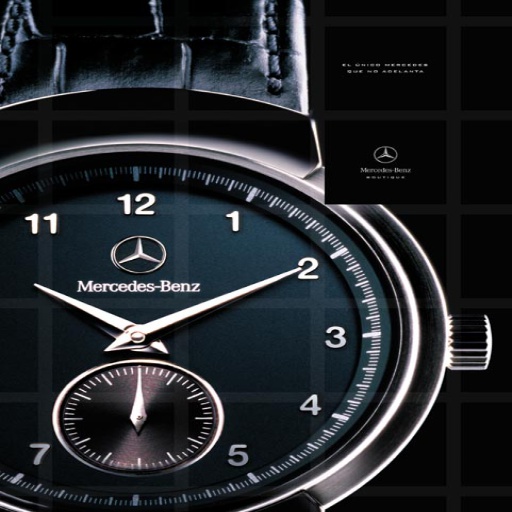 EL ÚNICO MERCEDES
QUE NO ADELANTA
Mercedes-Benz
BOUTIQUE
12
11
1
Mercedes-Benz
2
3
4
7
5